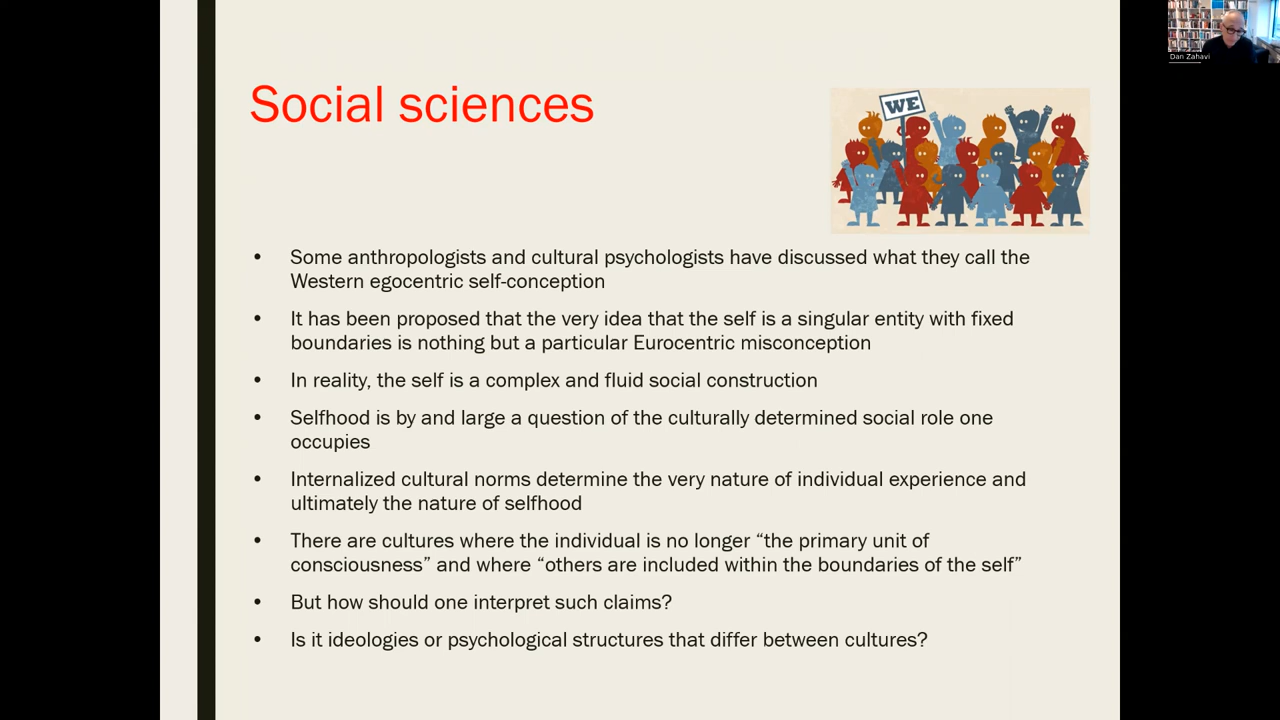 Social sciences
WE
Dan Zahavi
• Some anthropologists and cultural psychologists have discussed what they call the
Western egocentric self-conception
• It has been proposed that the very idea that the self is a singular entity with fixed
boundaries is nothing but a particular Eurocentric misconception
• In reality, the self is a complex and fluid social construction
• Selfhood is by and large a question of the culturally determined social role one
occupies
• Internalized cultural norms determine the very nature of individual experience and
ultimately the nature of selfhood
• There are cultures where the individual is no longer “the primary unit of
consciousness” and where “others are included within the boundaries of the self”
• But how should one interpret such claims?
• Is it ideologies or psychological structures that differ between cultures?